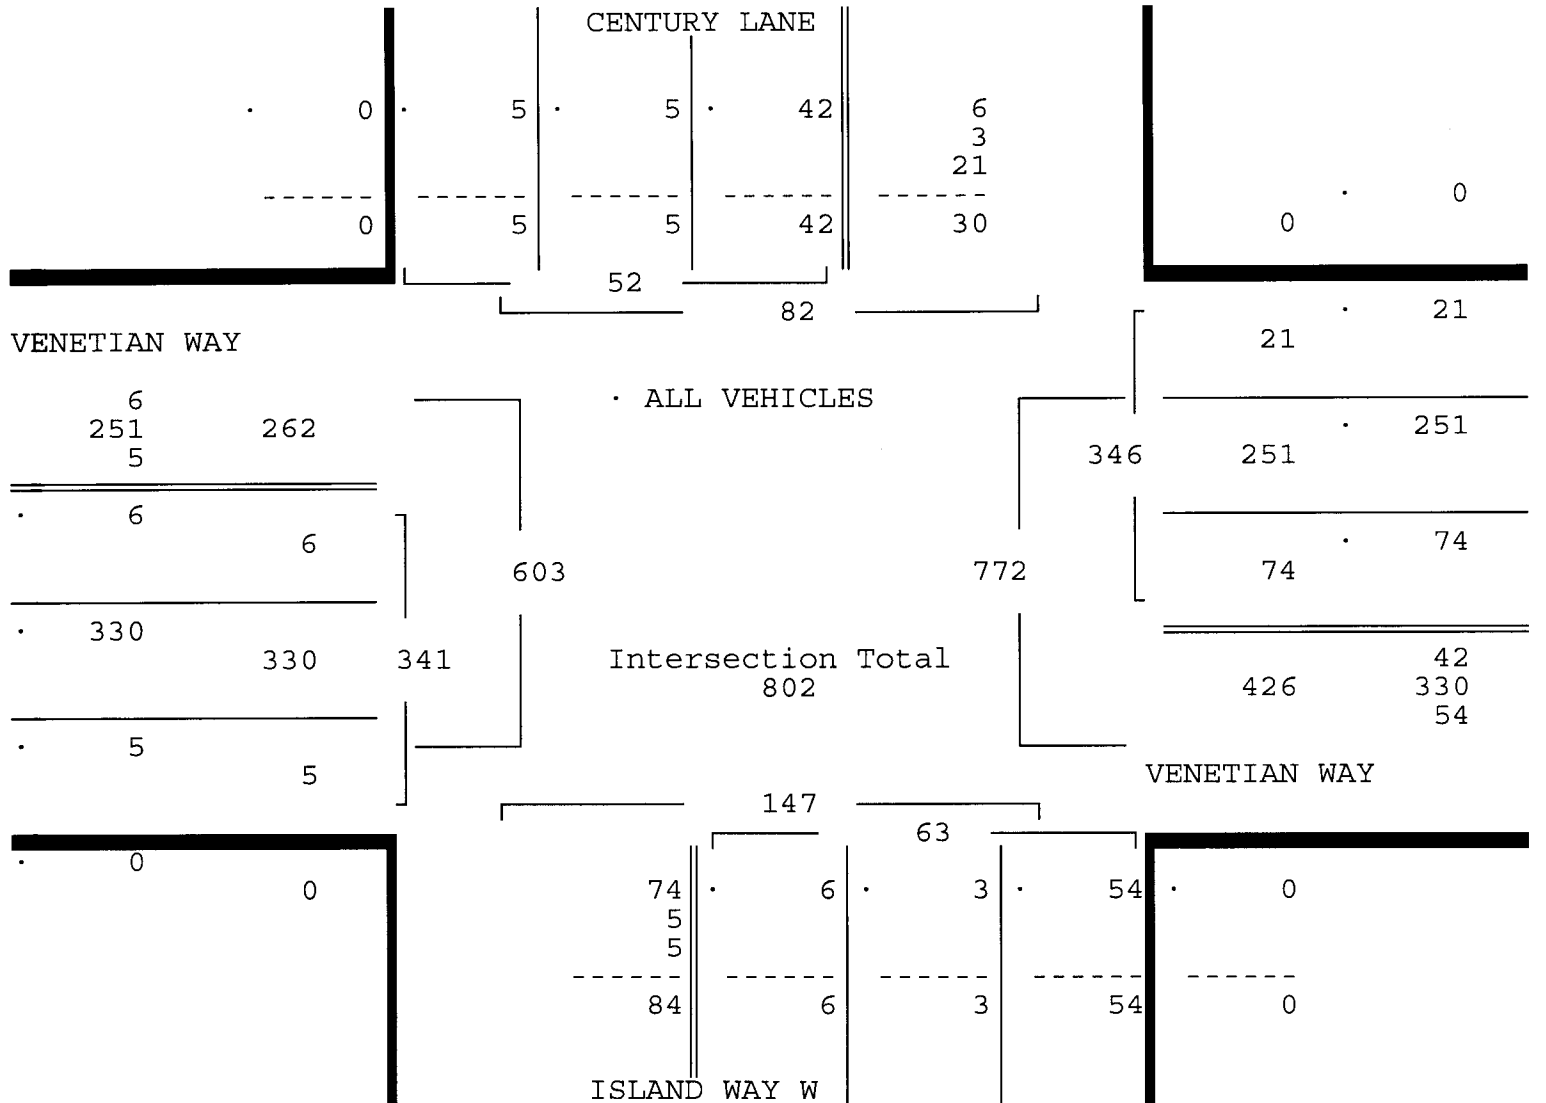 CENTURY LANE
· 0 · 5 · 5 · 42 6
3
21
------ ------ ------ ------ ------ · 0
0 5 5 42 30 0
52
82 · 21
VENETIAN WAY 21
6 · ALL VEHICLES
251 262 · 251
5 346 251
· 6
6 · 74
603 772 74
· 330
330 341 Intersection Total 42
802 426 330
54
· 5
5 VENETIAN WAY
147
63
· 0
0 74 · 6 · 3 · 54 · 0
5
5
------ ------ ------ ------ ------
84 6 3 54 0
ISLAND WAY W